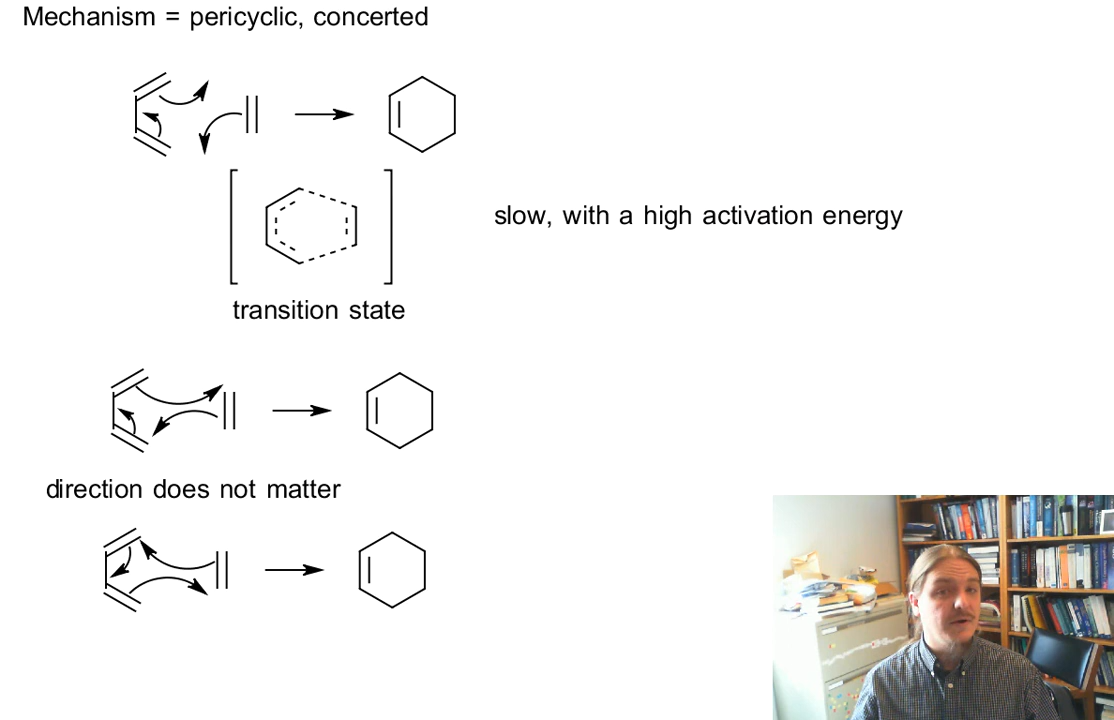 Mechanism = pericyclic, concerted
slow, with a high activation energy
transition state
direction does not matter